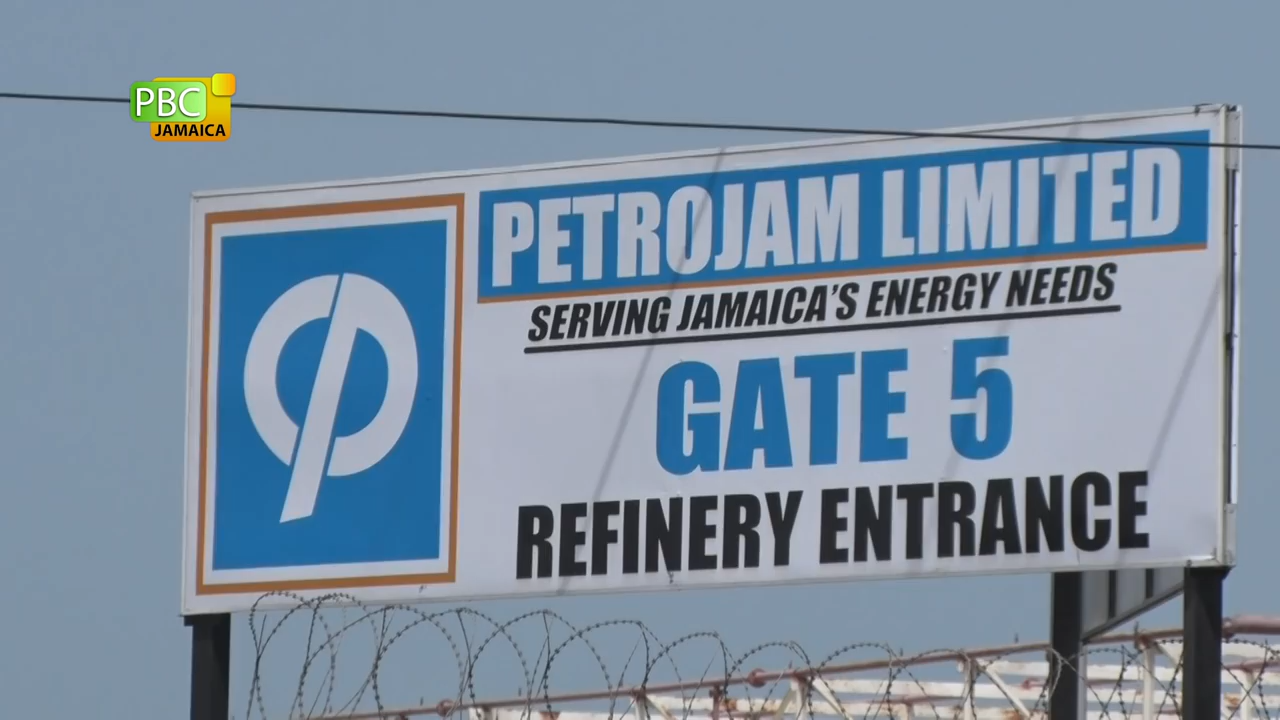 PBC
JAMAICA
PETROJAM LIMITED
SERVING JAMAICA'S ENERGY NEEDS
GATE 5
REFINERY ENTRANCE